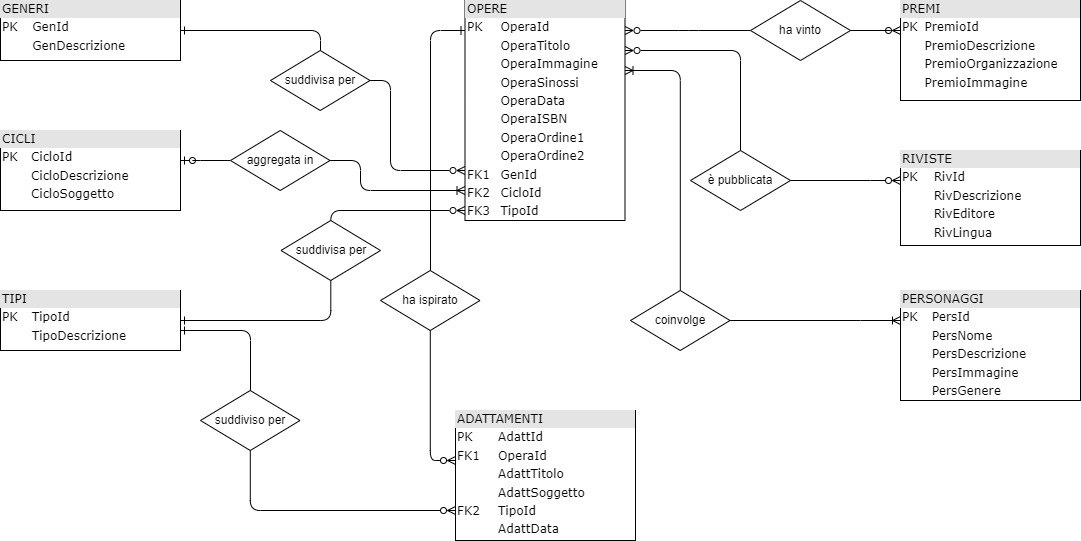 GENERI
PK GenId
GenDescrizione
suddivisa per
CICLI
PK CicloId
CicloDescrizione
CicloSoggetto
aggregata in
TIPI
PK TipoId
TipoDescrizione
suddivisa per
suddiviso per
OPERE
PK OperaId
OperaTitolo
OperaImmagine
OperaSinossi
OperaData
OperaISBN
OperaOrdine1
OperaOrdine2
FK1 GenId
FK2 CicloId
FK3 TipoId
ha ispirato
ADATTAMENTI
PK AdattId
FK1 OperaId
AdattTitolo
AdattSoggetto
FK2 TipoId
AdattData
ha vinto
PREMI
PK PremioId
PremioDescrizione
PremioOrganizzazione
PremioImmagine
è pubblicata
RIVISTE
PK RivId
RivDescrizione
RivEditore
RivLingua
coinvolge
PERSONAGGI
PK PersId
PersNome
PersDescrizione
PersImmagine
PersGenere